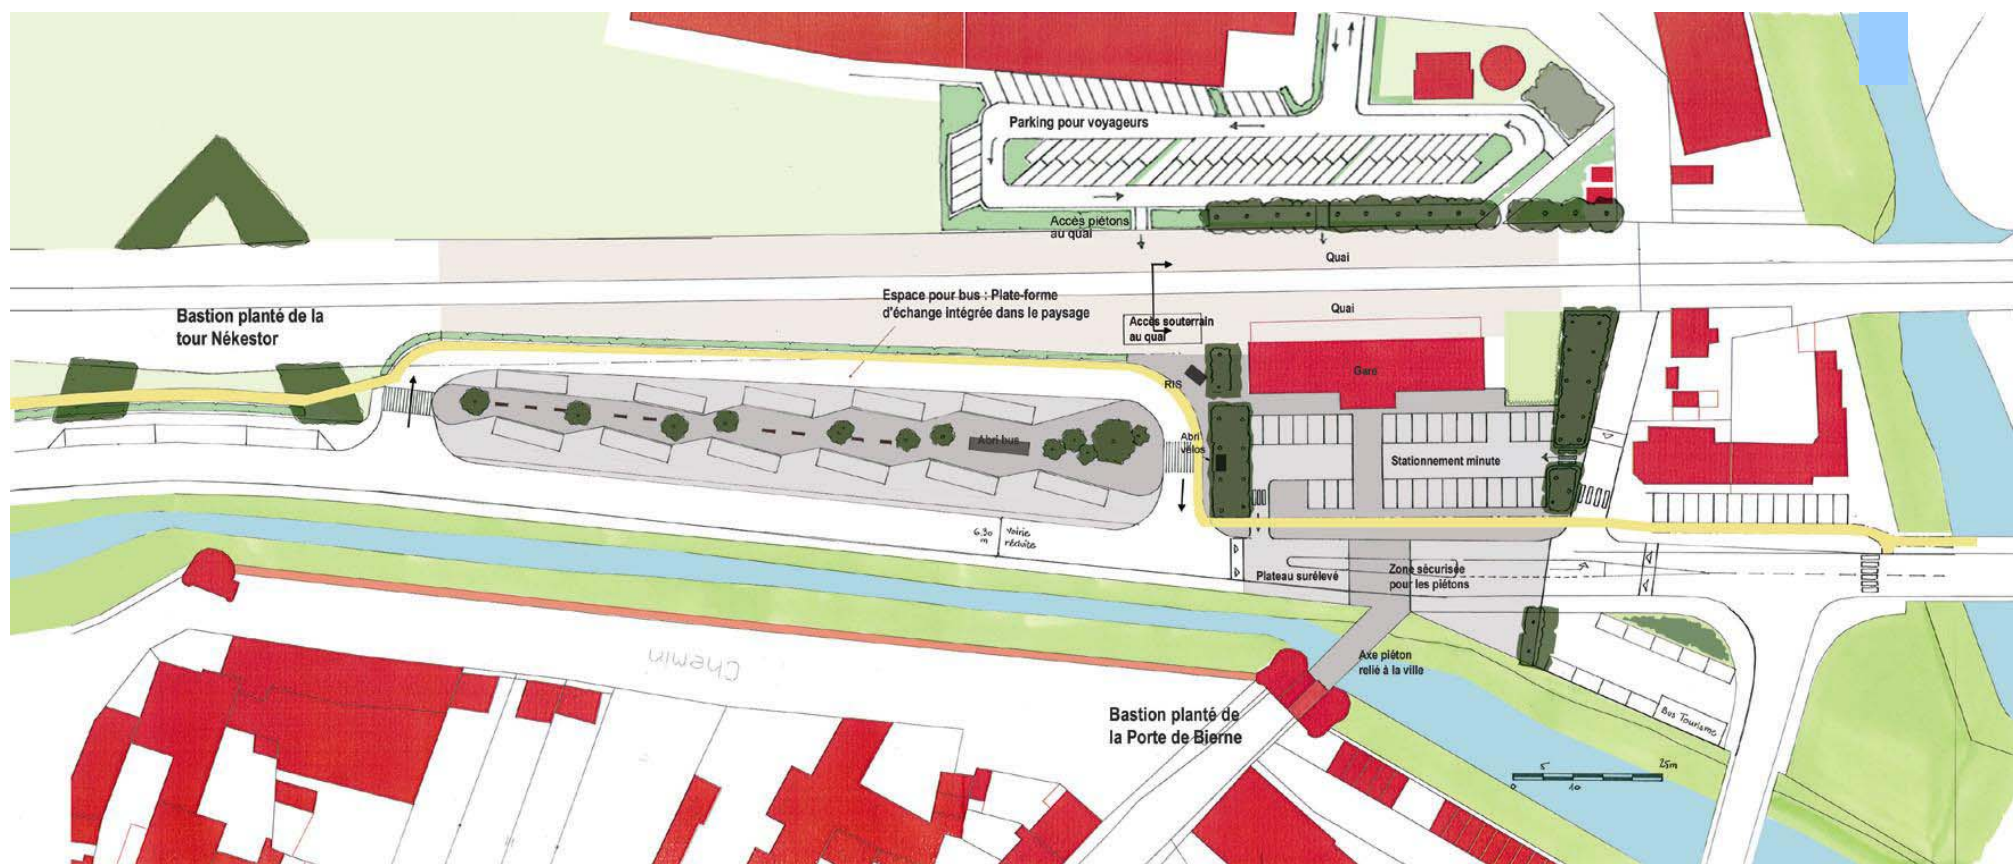 Parking pour voyageurs
Accès piétons
au quai
Quai
Espace pour bus : Plate-forme
d'échange intégrée dans le paysage
Quai
Bastion planté de la
tour Nékestor
Accès souterrain
au quai
RIS
Gare
Abri bus
Abri
vélos
Stationnement minute
6.30
m
Voirie
réduite
Plateau surélevé
Zone sécurisée
pour les piétons
Chemin
Axe piéton
relié à la ville
Bastion planté de
la Porte de Bierne
Bus Tourisme
5
25m
0
10